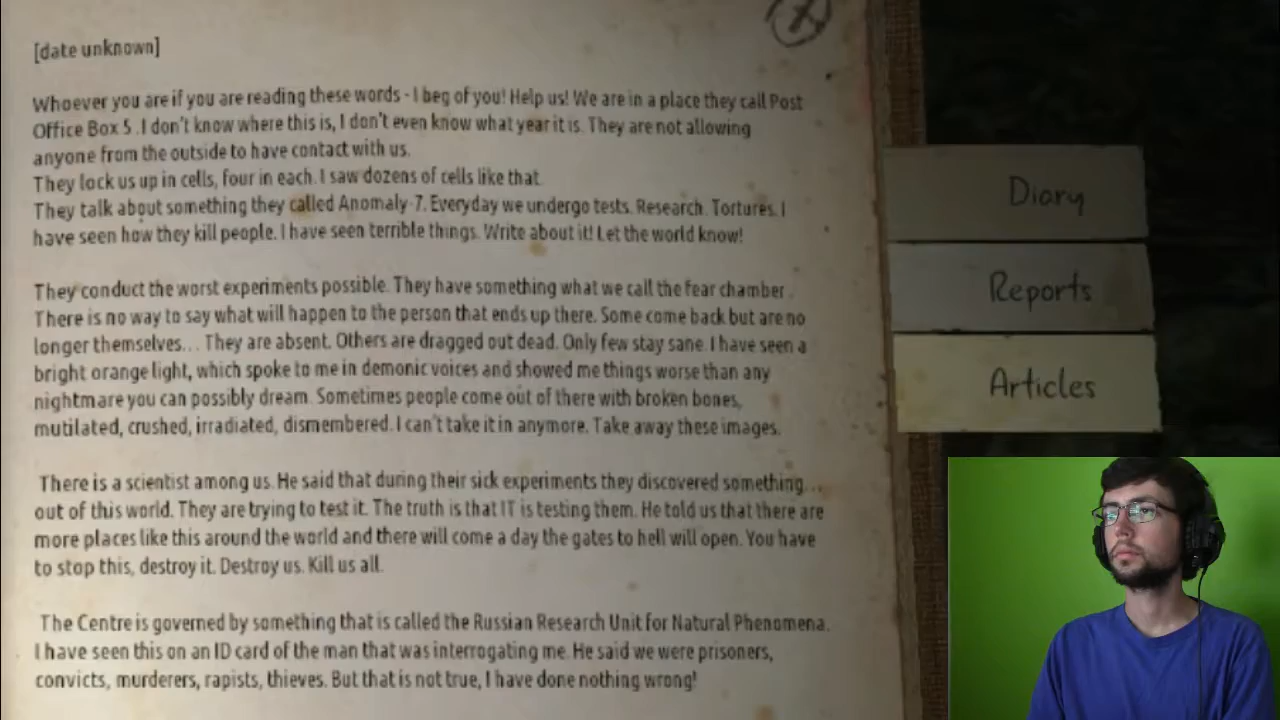 [date unknown]
Whoever you are if you are reading these words - I beg of you! Help us! We are in a place they call Post
Office Box 5 . I don't know where this is, I don't even know what year it is. They are not allowing
anyone from the outside to have contact with us.
They lock us up in cells, four in each. I saw dozens of cells like that.
They talk about something they called Anomaly-7. Everyday we undergo tests. Research. Tortures. I
have seen how they kill people. I have seen terrible things. Write about it! Let the world know!
They conduct the worst experiments possible. They have something what we call the fear chamber.
There is no way to say what will happen to the person that ends up there. Some come back but are no
longer themselves... They are absent. Others are dragged out dead. Only few stay sane. I have seen a
bright orange light, which spoke to me in demonic voices and showed me things worse than any
nightmare you can possibly dream. Sometimes people come out of there with broken bones,
mutilated, crushed, irradiated, dismembered. I can't take it in anymore. Take away these images.
There is a scientist among us. He said that during their sick experiments they discovered something...
out of this world. They are trying to test it. The truth is that IT is testing them. He told us that there are
more places like this around the world and there will come a day the gates to hell will open. You have
to stop this, destroy it. Destroy us. Kill us all.
The Centre is governed by something that is called the Russian Research Unit for Natural Phenomena.
I have seen this on an ID card of the man that was interrogating me. He said we were prisoners,
convicts, murderers, rapists, thieves. But that is not true, I have done nothing wrong!
Diary
Reports
Articles